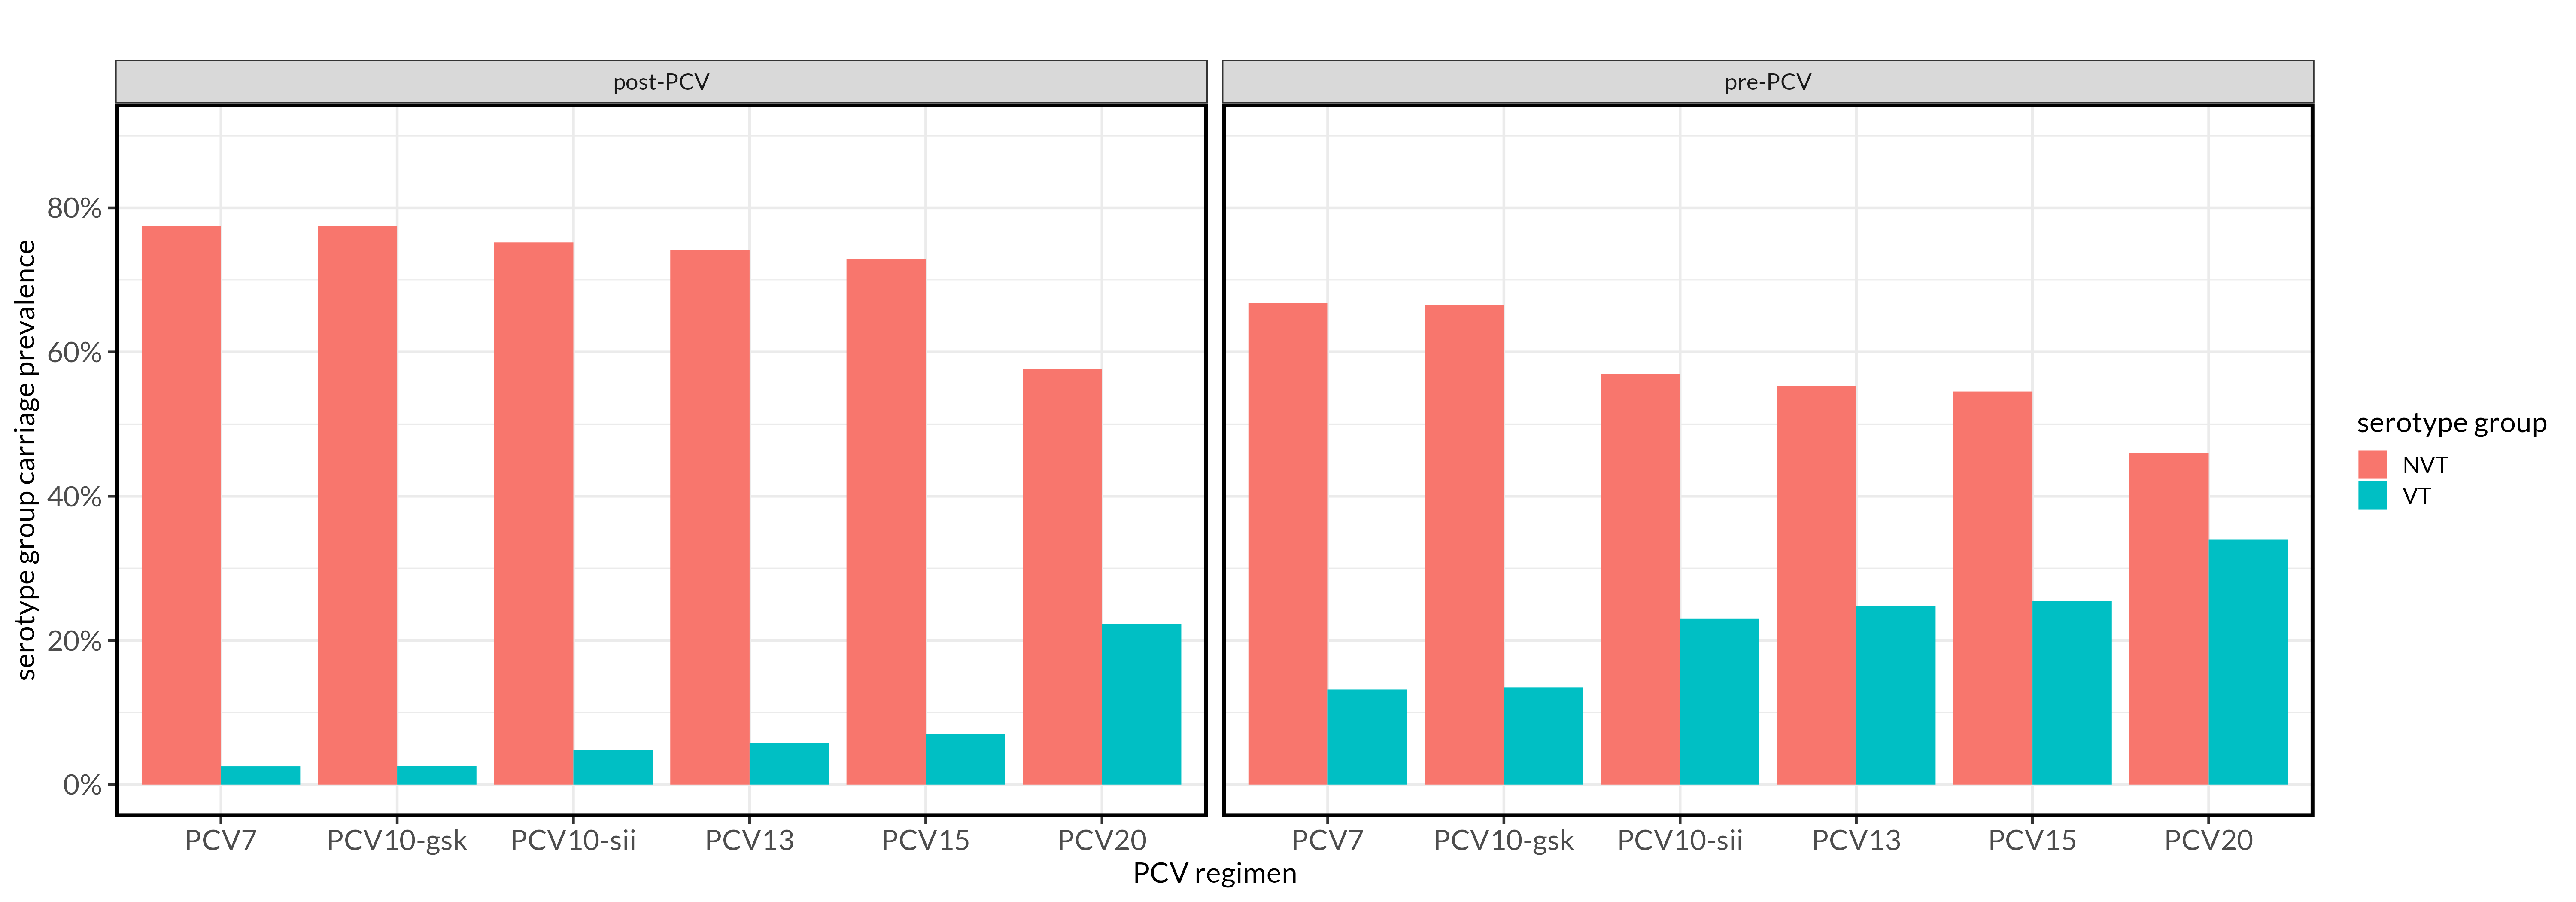 post-PCV
pre-PCV
serotype group carriage prevalence
80%
60%
40%
20%
0%
PCV7
PCV10-gsk
PCV10-sii
PCV13
PCV15
PCV20
PCV7
PCV10-gsk
PCV10-sii
PCV13
PCV15
PCV20
PCV regimen
serotype group
NVT
VT